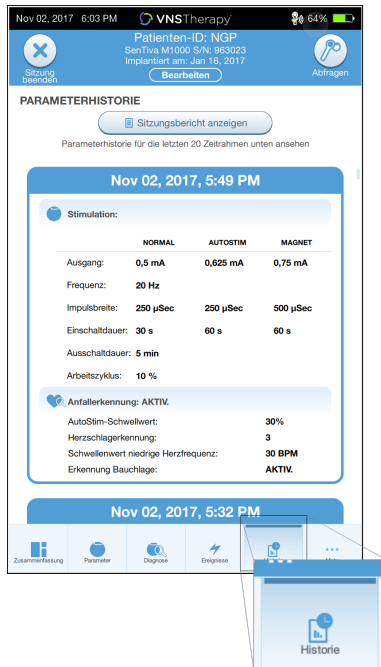 Nov 02, 2017 6:03 PM VNSTherapy 64%
Patienten-ID: NGP
SenTiva M1000 S/N: 963023
Implantiert am: Jan 16, 2017
Sitzung beenden
Bearbeiten
Abfragen
PARAMETERHISTORIE
Sitzungsbericht anzeigen
Parameterhistorie für die letzten 20 Zeitrahmen unten ansehen
Nov 02, 2017, 5:49 PM
Stimulation:
NORMAL AUTOSTIM MAGNET
Ausgang: 0,5 mA 0,625 mA 0,75 mA
Frequenz: 20 Hz
Impulsbreite: 250 µSec 250 µSec 500 µSec
Einschaltdauer: 30 s 60 s 60 s
Ausschaltdauer: 5 min
Arbeitszyklus: 10 %
Anfallerkennung: AKTIV.
AutoStim-Schwellwert: 30%
Herzschlagerkennung: 3
Schwellenwert niedrige Herzfrequenz: 30 BPM
Erkennung Bauchlage: AKTIV.
Nov 02, 2017, 5:32 PM
Zusammenfassung Parameter Diagnose Ereignisse
Historie